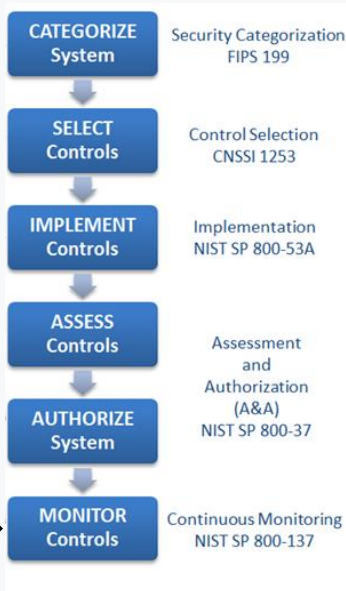 CATEGORIZE
System
Security Categorization
FIPS 199
SELECT
Controls
Control Selection
CNSSI 1253
IMPLEMENT
Controls
Implementation
NIST SP 800-53A
ASSESS
Controls
Assessment
and
Authorization
(A&A)
NIST SP 800-37
AUTHORIZE
System
MONITOR
Controls
Continuous Monitoring
NIST SP 800-137